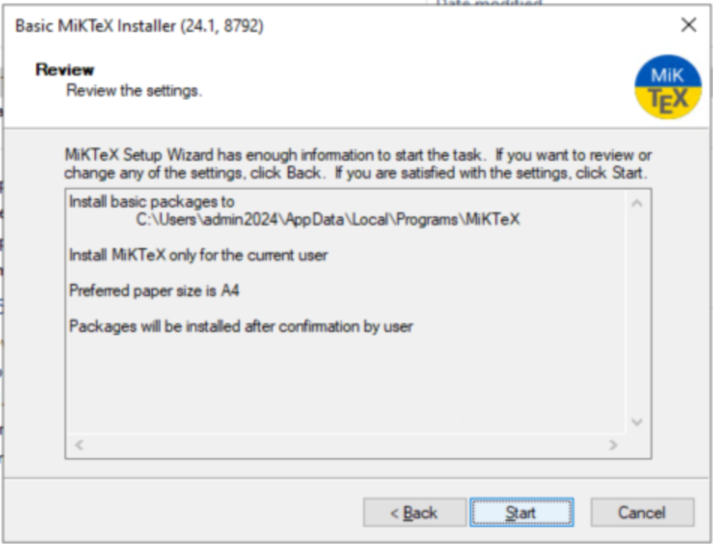 Date modified
Basic MiKTeX Installer (24.1, 8792)
Review
Review the settings.
MiK
TEX
MiKTeX Setup Wizard has enough information to start the task.  If you want to review or
change any of the settings, click Back.  If you are satisfied with the settings, click Start.
Install basic packages to
C:\Users\admin2024\AppData\Local\Programs\MiKTeX
Install MiKTeX only for the current user
Preferred paper size is A4
Packages will be installed after confirmation by user
< Back
Start
Cancel